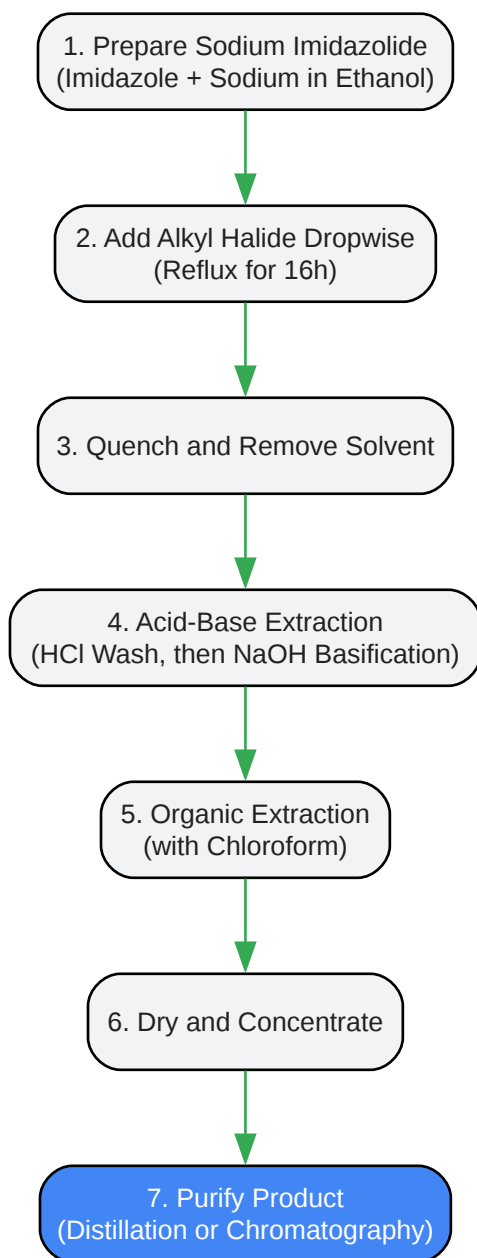 1. Prepare Sodium Imidazolide
(Imidazole + Sodium in Ethanol)
2. Add Alkyl Halide Dropwise
(Reflux for 16h)
3. Quench and Remove Solvent
4. Acid-Base Extraction
(HCl Wash, then NaOH Basification)
5. Organic Extraction
(with Chloroform)
6. Dry and Concentrate
7. Purify Product
(Distillation or Chromatography)